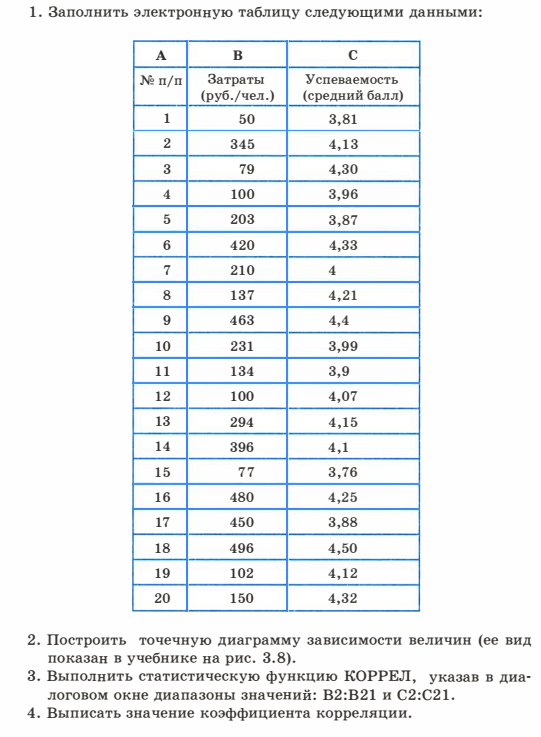 1. Заполнить электронную таблицу следующими данными:
A B C
№ п/п Затраты (руб./чел.) Успеваемость (средний балл)
1 50 3,81
2 345 4,13
3 79 4,30
4 100 3,96
5 203 3,87
6 420 4,33
7 210 4
8 137 4,21
9 463 4,4
10 231 3,99
11 134 3,9
12 100 4,07
13 294 4,15
14 396 4,1
15 77 3,76
16 480 4,25
17 450 3,88
18 496 4,50
19 102 4,12
20 150 4,32
2. Построить точечную диаграмму зависимости величин (ее вид
показан в учебнике на рис. 3.8).
3. Выполнить статистическую функцию КОРРЕЛ, указав в диа-
логовом окне диапазоны значений: B2:B21 и C2:C21.
4. Выписать значение коэффициента корреляции.